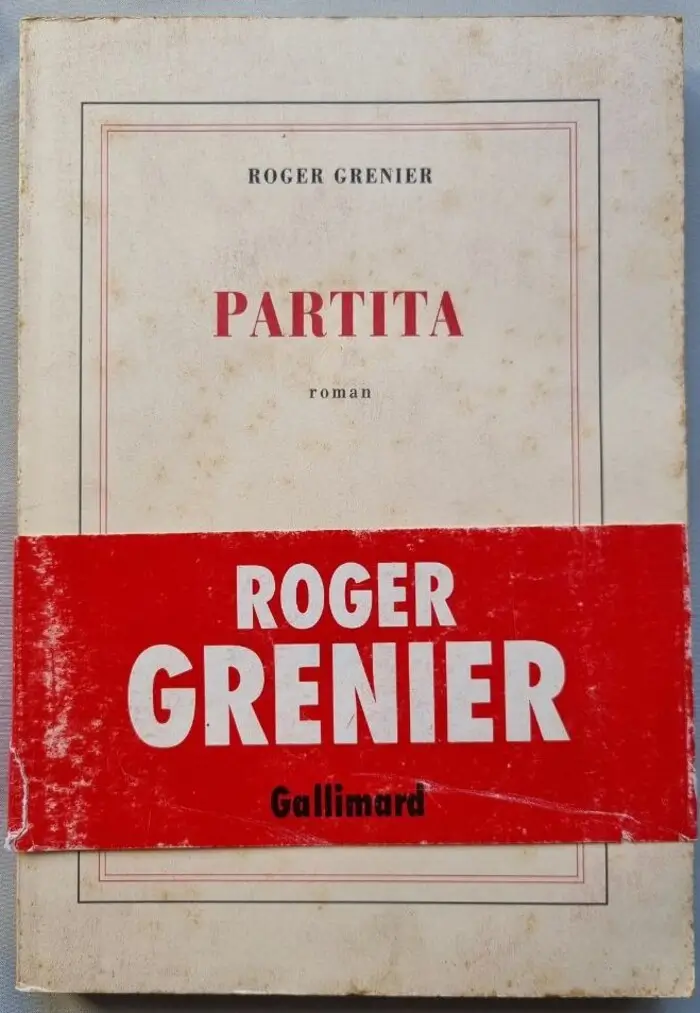 ROGER GRENIER
PARTITA
roman
ROGER
GRENIER
Gallimard